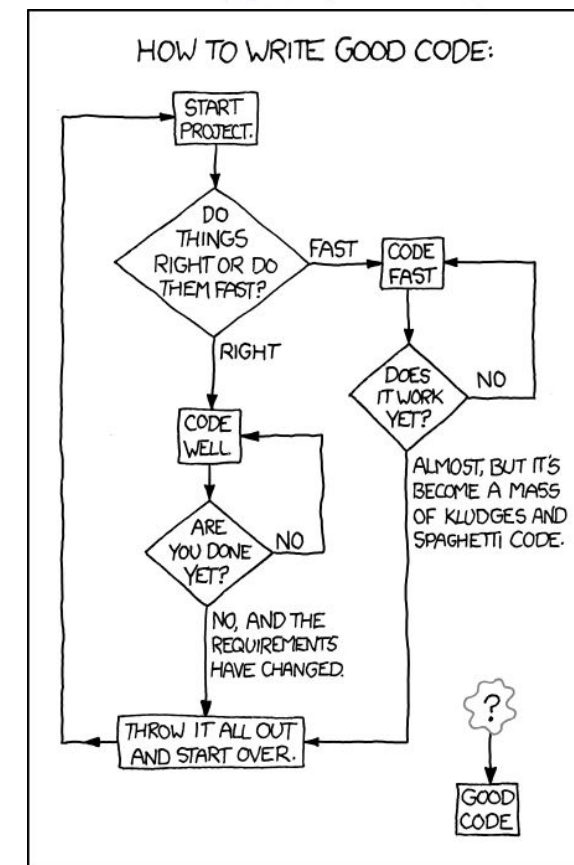 HOW TO WRITE GOOD CODE:
START
PROJECT.
DO
THINGS
RIGHT OR DO
THEM FAST?
FAST
CODE
FAST
RIGHT
DOES
IT WORK
YET?
NO
CODE
WELL
ALMOST, BUT IT'S
BECOME A MASS
OF KLUDGES AND
SPAGHETTI CODE.
ARE
YOU DONE
YET?
NO
NO, AND THE
REQUIREMENTS
HAVE CHANGED.
THROW IT ALL OUT
AND START OVER.
?
GOOD
CODE